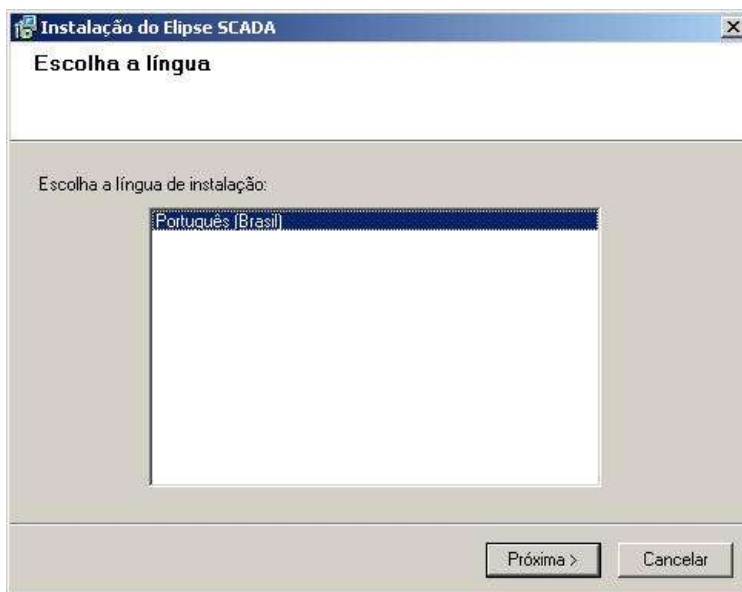 Instalação do Elipse SCADA
Escolha a língua
Escolha a língua de instalação:
Português (Brasil)
Próxima >
Cancelar